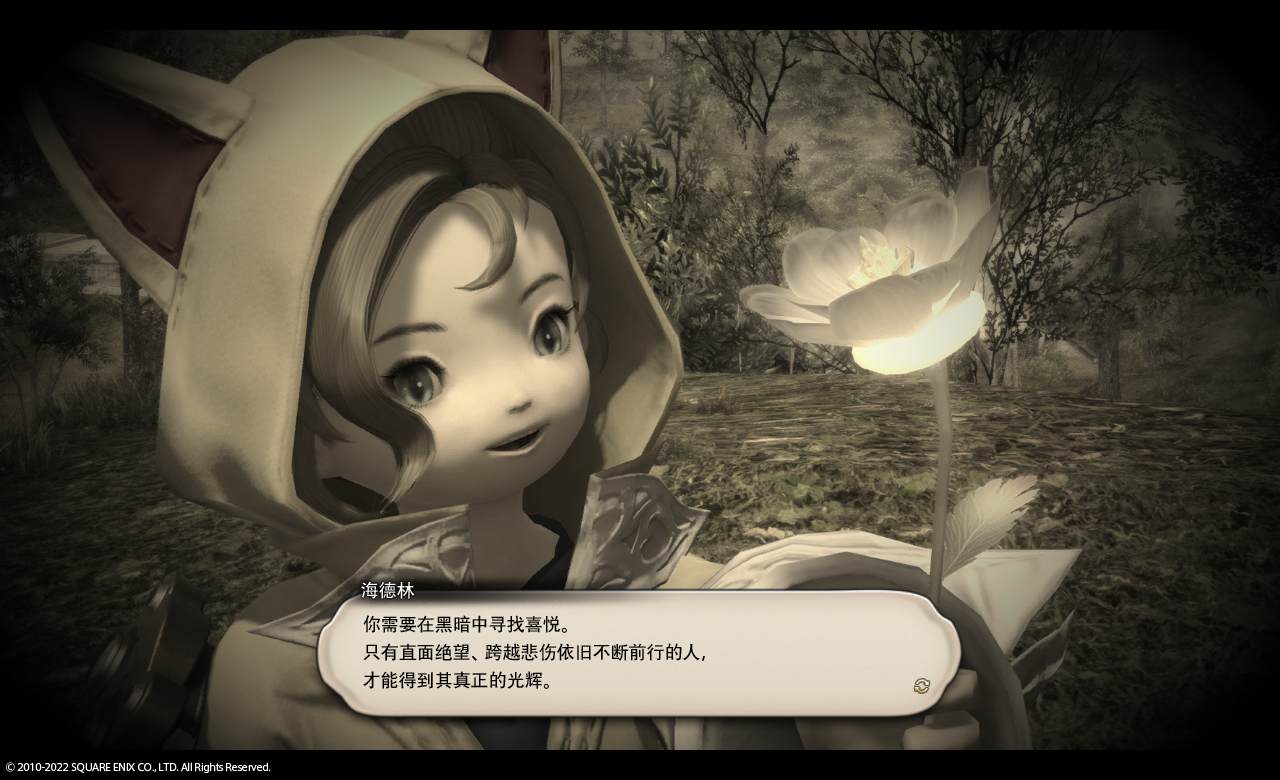 海德林
你需要在黑暗中寻找喜悦。
只有直面绝望、跨越悲伤依旧不断前行的人，
才能得到其真正的光辉。
© 2010-2022 SQUARE ENIX CO., LTD. All Rights Reserved.